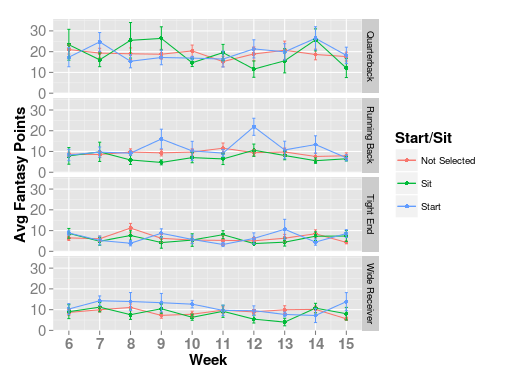 Avg Fantasy Points
30
20
10
0
Quarterback
30
20
10
0
Running Back
30
20
10
0
Tight End
30
20
10
0
Wide Receiver
6 7 8 9 10 11 12 13 14 15
Week
Start/Sit
Not Selected
Sit
Start